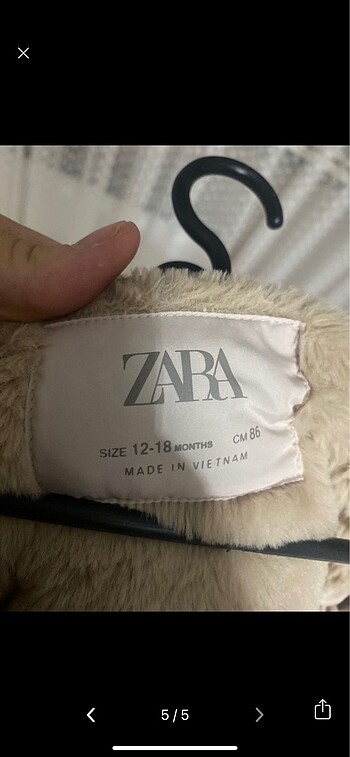 ZARA
SIZE 12-18 MONTHS CM 86
MADE IN VIETNAM
5/5